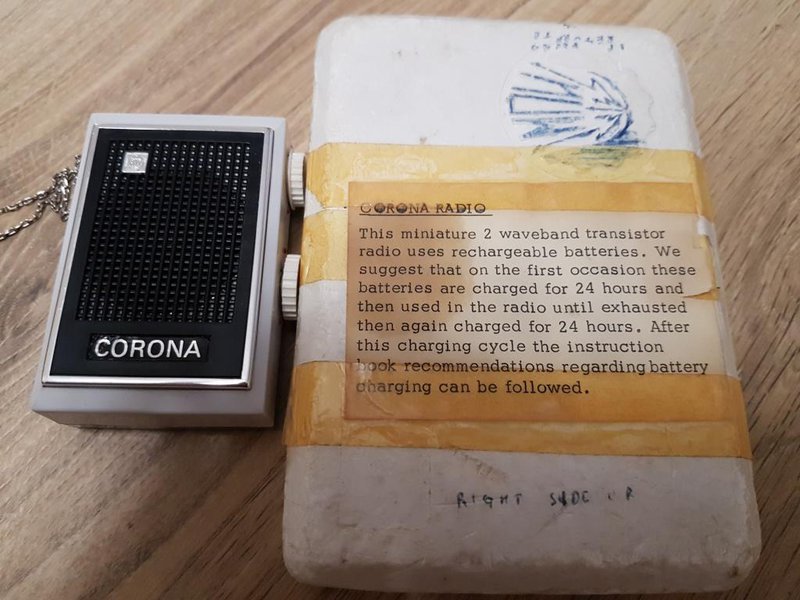 CORONA
CORONA RADIO
This miniature 2 waveband transistor
radio uses rechargeable batteries. We
suggest that on the first occasion these
batteries are charged for 24 hours and
then used in the radio until exhausted
then again charged for 24 hours. After
this charging cycle the instruction
book recommendations regarding battery
charging can be followed.
RIGHT SIDE UP